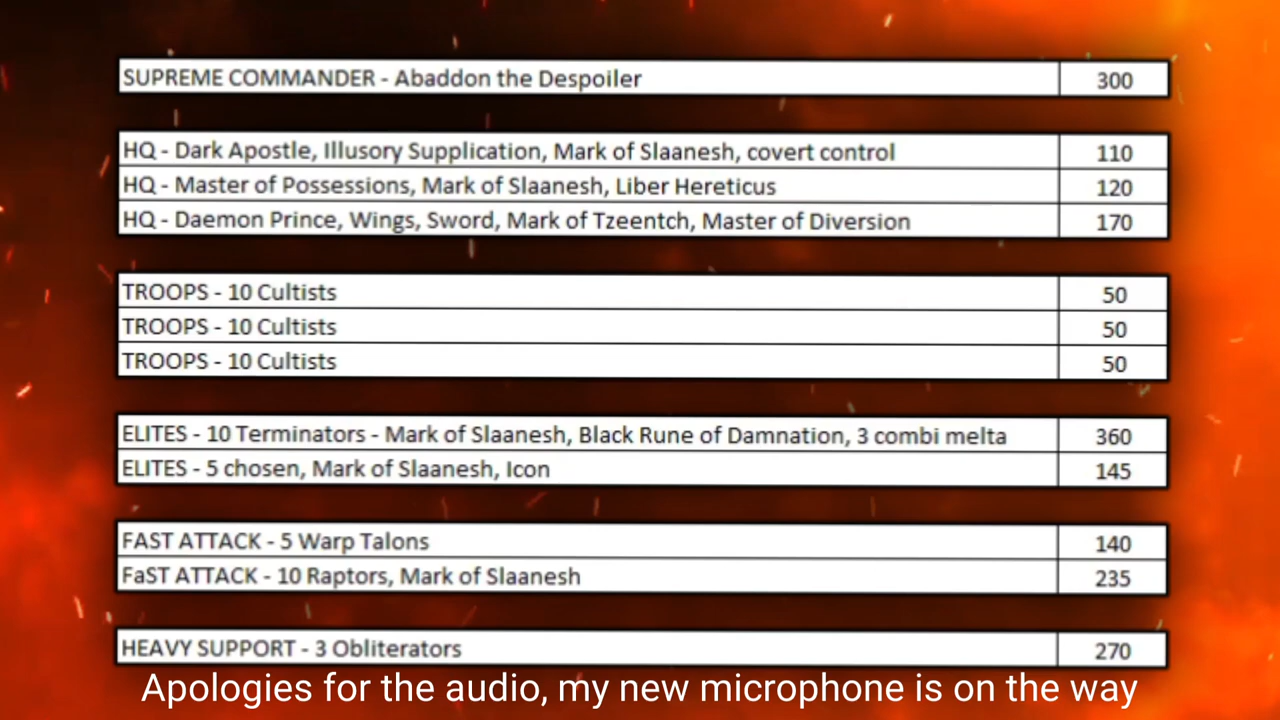 SUPREME COMMANDER - Abaddon the Despoiler 300
HQ - Dark Apostle, Illusory Supplication, Mark of Slaanesh, covert control 110
HQ - Master of Possessions, Mark of Slaanesh, Liber Hereticus 120
HQ - Daemon Prince, Wings, Sword, Mark of Tzeentch, Master of Diversion 170
TROOPS - 10 Cultists 50
TROOPS - 10 Cultists 50
TROOPS - 10 Cultists 50
ELITES - 10 Terminators - Mark of Slaanesh, Black Rune of Damnation, 3 combi melta 360
ELITES - 5 chosen, Mark of Slaanesh, Icon 145
FAST ATTACK - 5 Warp Talons 140
FaST ATTACK - 10 Raptors, Mark of Slaanesh 235
HEAVY SUPPORT - 3 Obliterators 270
Apologies for the audio, my new microphone is on the way